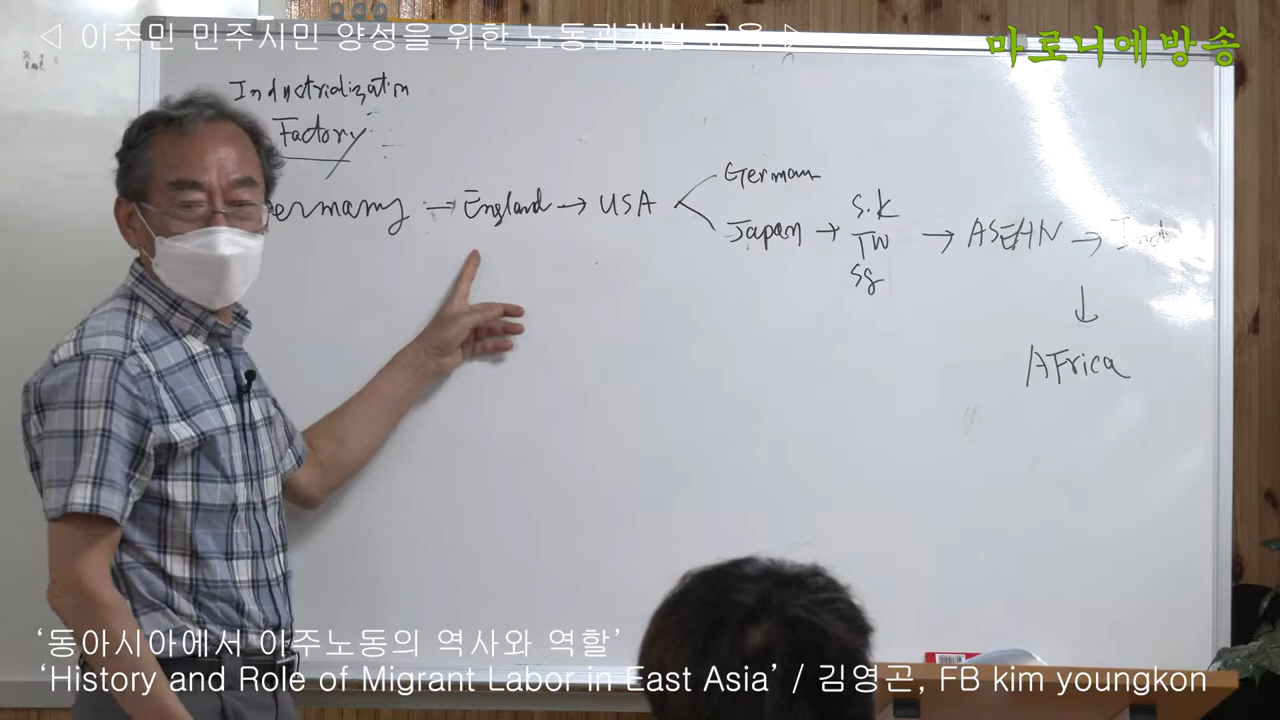 ◁ 이주민 민주시민 양성을 위한 노동관계법 교육 ▷
마로니에방송
Industrialization
Factory
ermany → England → USA
German
Japan →
S.K
TW
Sg
→ ASEAN →
↓
AFrica
‘동아시아에서 이주노동의 역사와 역할’
‘History and Role of Migrant Labor in East Asia’ / 김영곤, FB kim youngkon